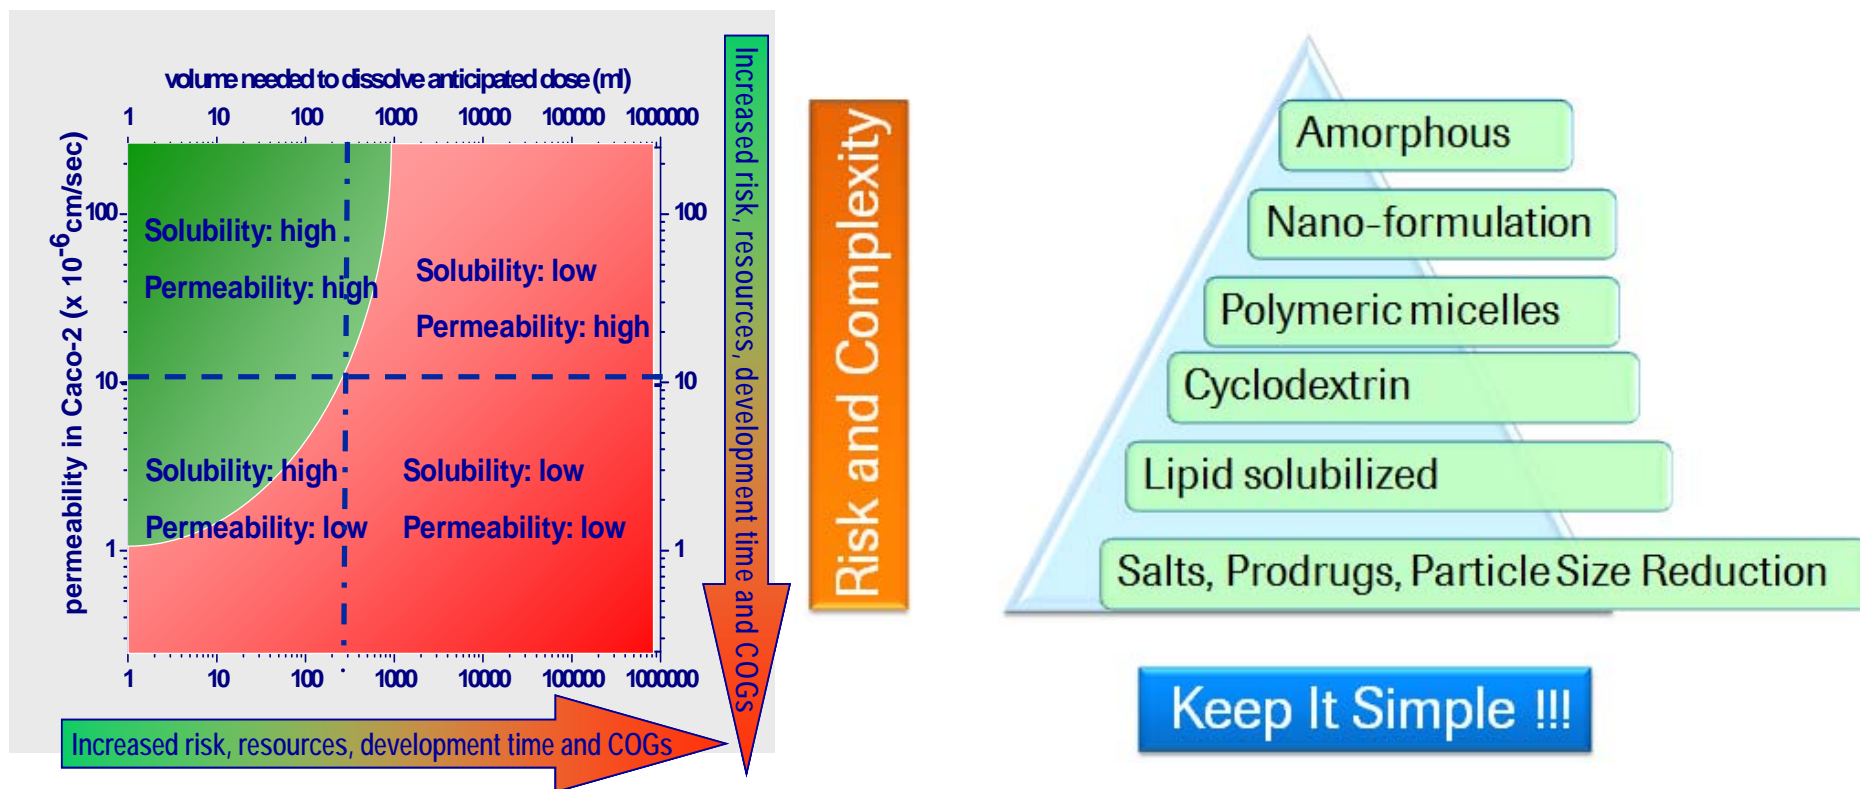 volume needed to dissolve anticipated dose (ml)
1 10 100 1000 10000 100000 1000000
permeability in Caco-2 (x 10-6 cm/sec)
100
10
1
100
10
1
Solubility: high
Permeability: high
Solubility: low
Permeability: high
Solubility: high
Permeability: low
Solubility: low
Permeability: low
1 10 100 1000 10000 100000 1000000
Increased risk, resources, development time and COGs
Increased risk, resources, development time and COGs
Risk and Complexity
Amorphous
Nano-formulation
Polymeric micelles
Cyclodextrin
Lipid solubilized
Salts, Prodrugs, Particle Size Reduction
Keep It Simple !!!